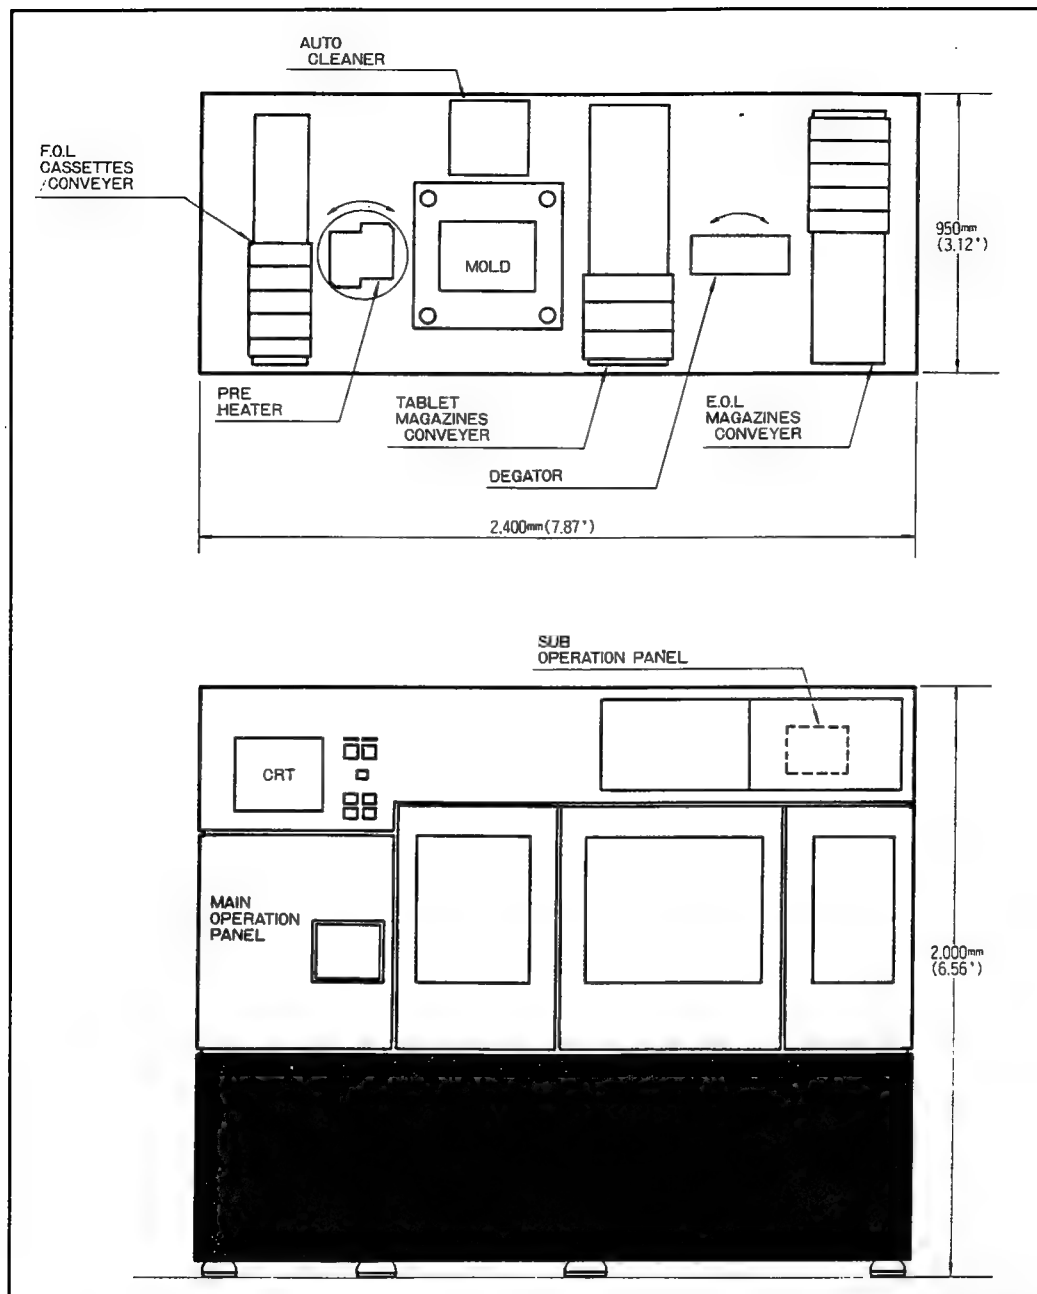 AUTO
CLEANER
F.O.L
CASSETTES
CONVEYER
MOLD
950mm
(3.12')
PRE
HEATER
TABLET
MAGAZINES
CONVEYER
E.O.L
MAGAZINES
CONVEYER
DEGATOR
2.400mm(7.87')
SUB
OPERATION PANEL
CRT
MAIN
OPERATION
PANEL
2.000mm
(6.56')